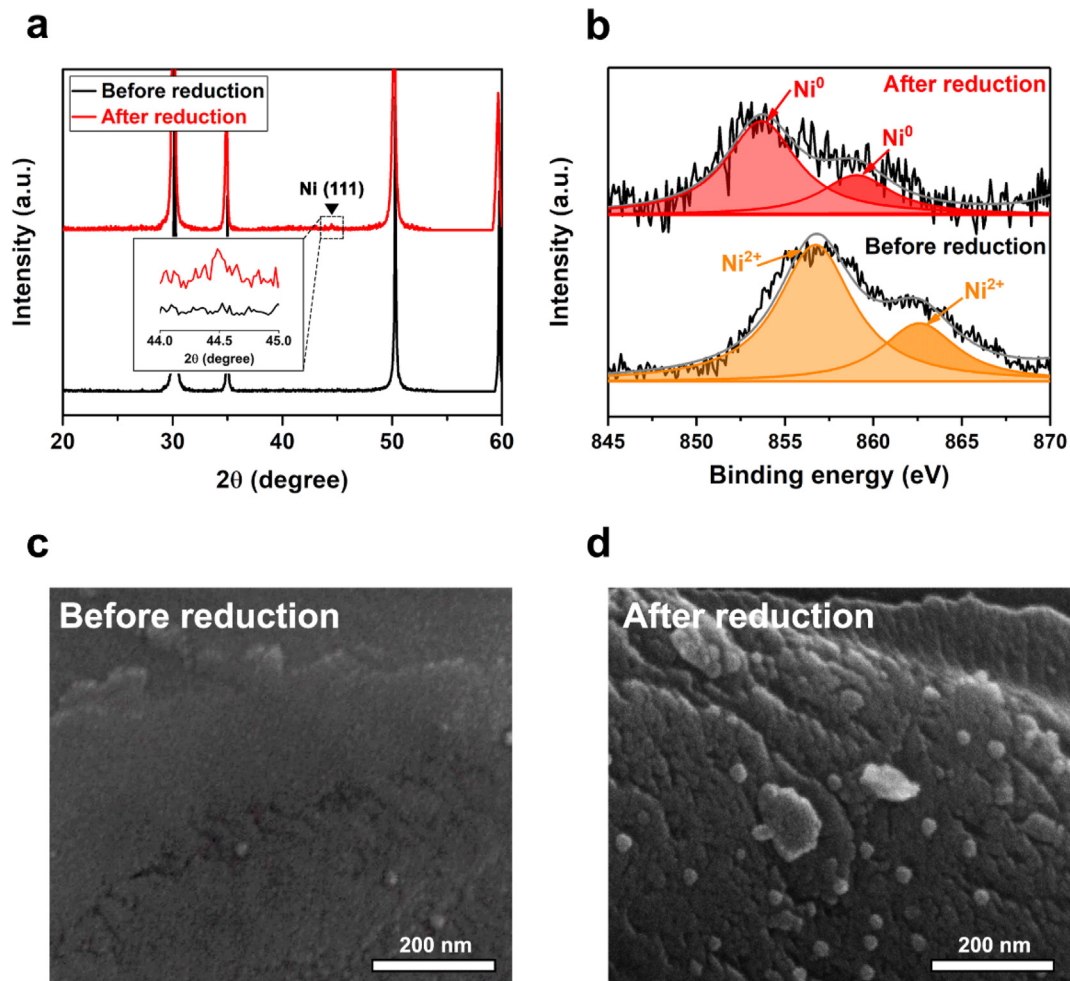 a
Before reduction
After reduction
Ni (111)
44.0 44.5 45.0
2θ (degree)
Intensity (a.u.)
20 30 40 50 60
2θ (degree)
b
After reduction
Ni⁰
Ni⁰
Before reduction
Ni²⁺
Ni²⁺
Intensity (a.u.)
845 850 855 860 865 870
Binding energy (eV)
c
Before reduction
200 nm
d
After reduction
200 nm